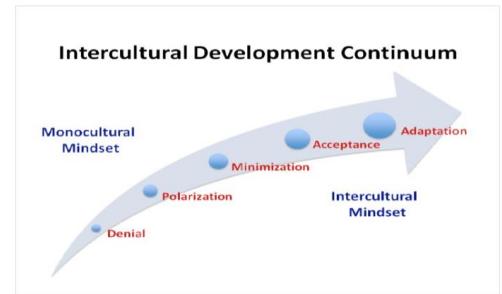 Intercultural Development Continuum
Monocultural
Mindset
Adaptation
Acceptance
Minimization
Polarization
Intercultural
Mindset
Denial